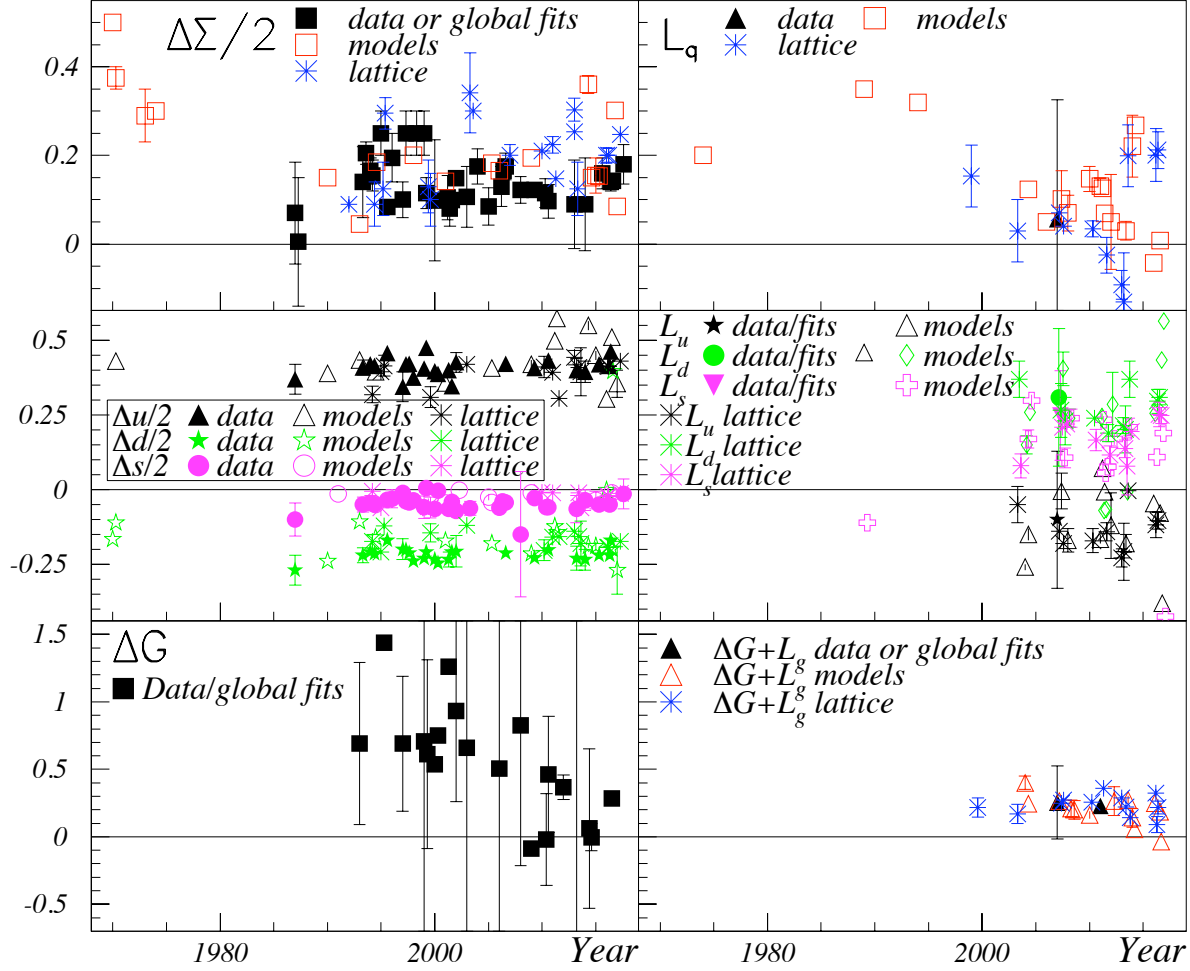 ΔΣ/2
data or global fits
models
lattice
0.4
0.2
0
L_q
data
models
lattice
0.5
0.25
0
-0.25
Δu/2 data models lattice
Δd/2 data models lattice
Δs/2 data models lattice
L_u data/fits models
L_d data/fits models
L_s data/fits models
L_u lattice
L_d lattice
L_s lattice
1.5
1
0.5
0
-0.5
ΔG
Data/global fits
ΔG+L_g data or global fits
ΔG+L_g models
ΔG+L_g lattice
1980 2000 Year
1980 2000 Year